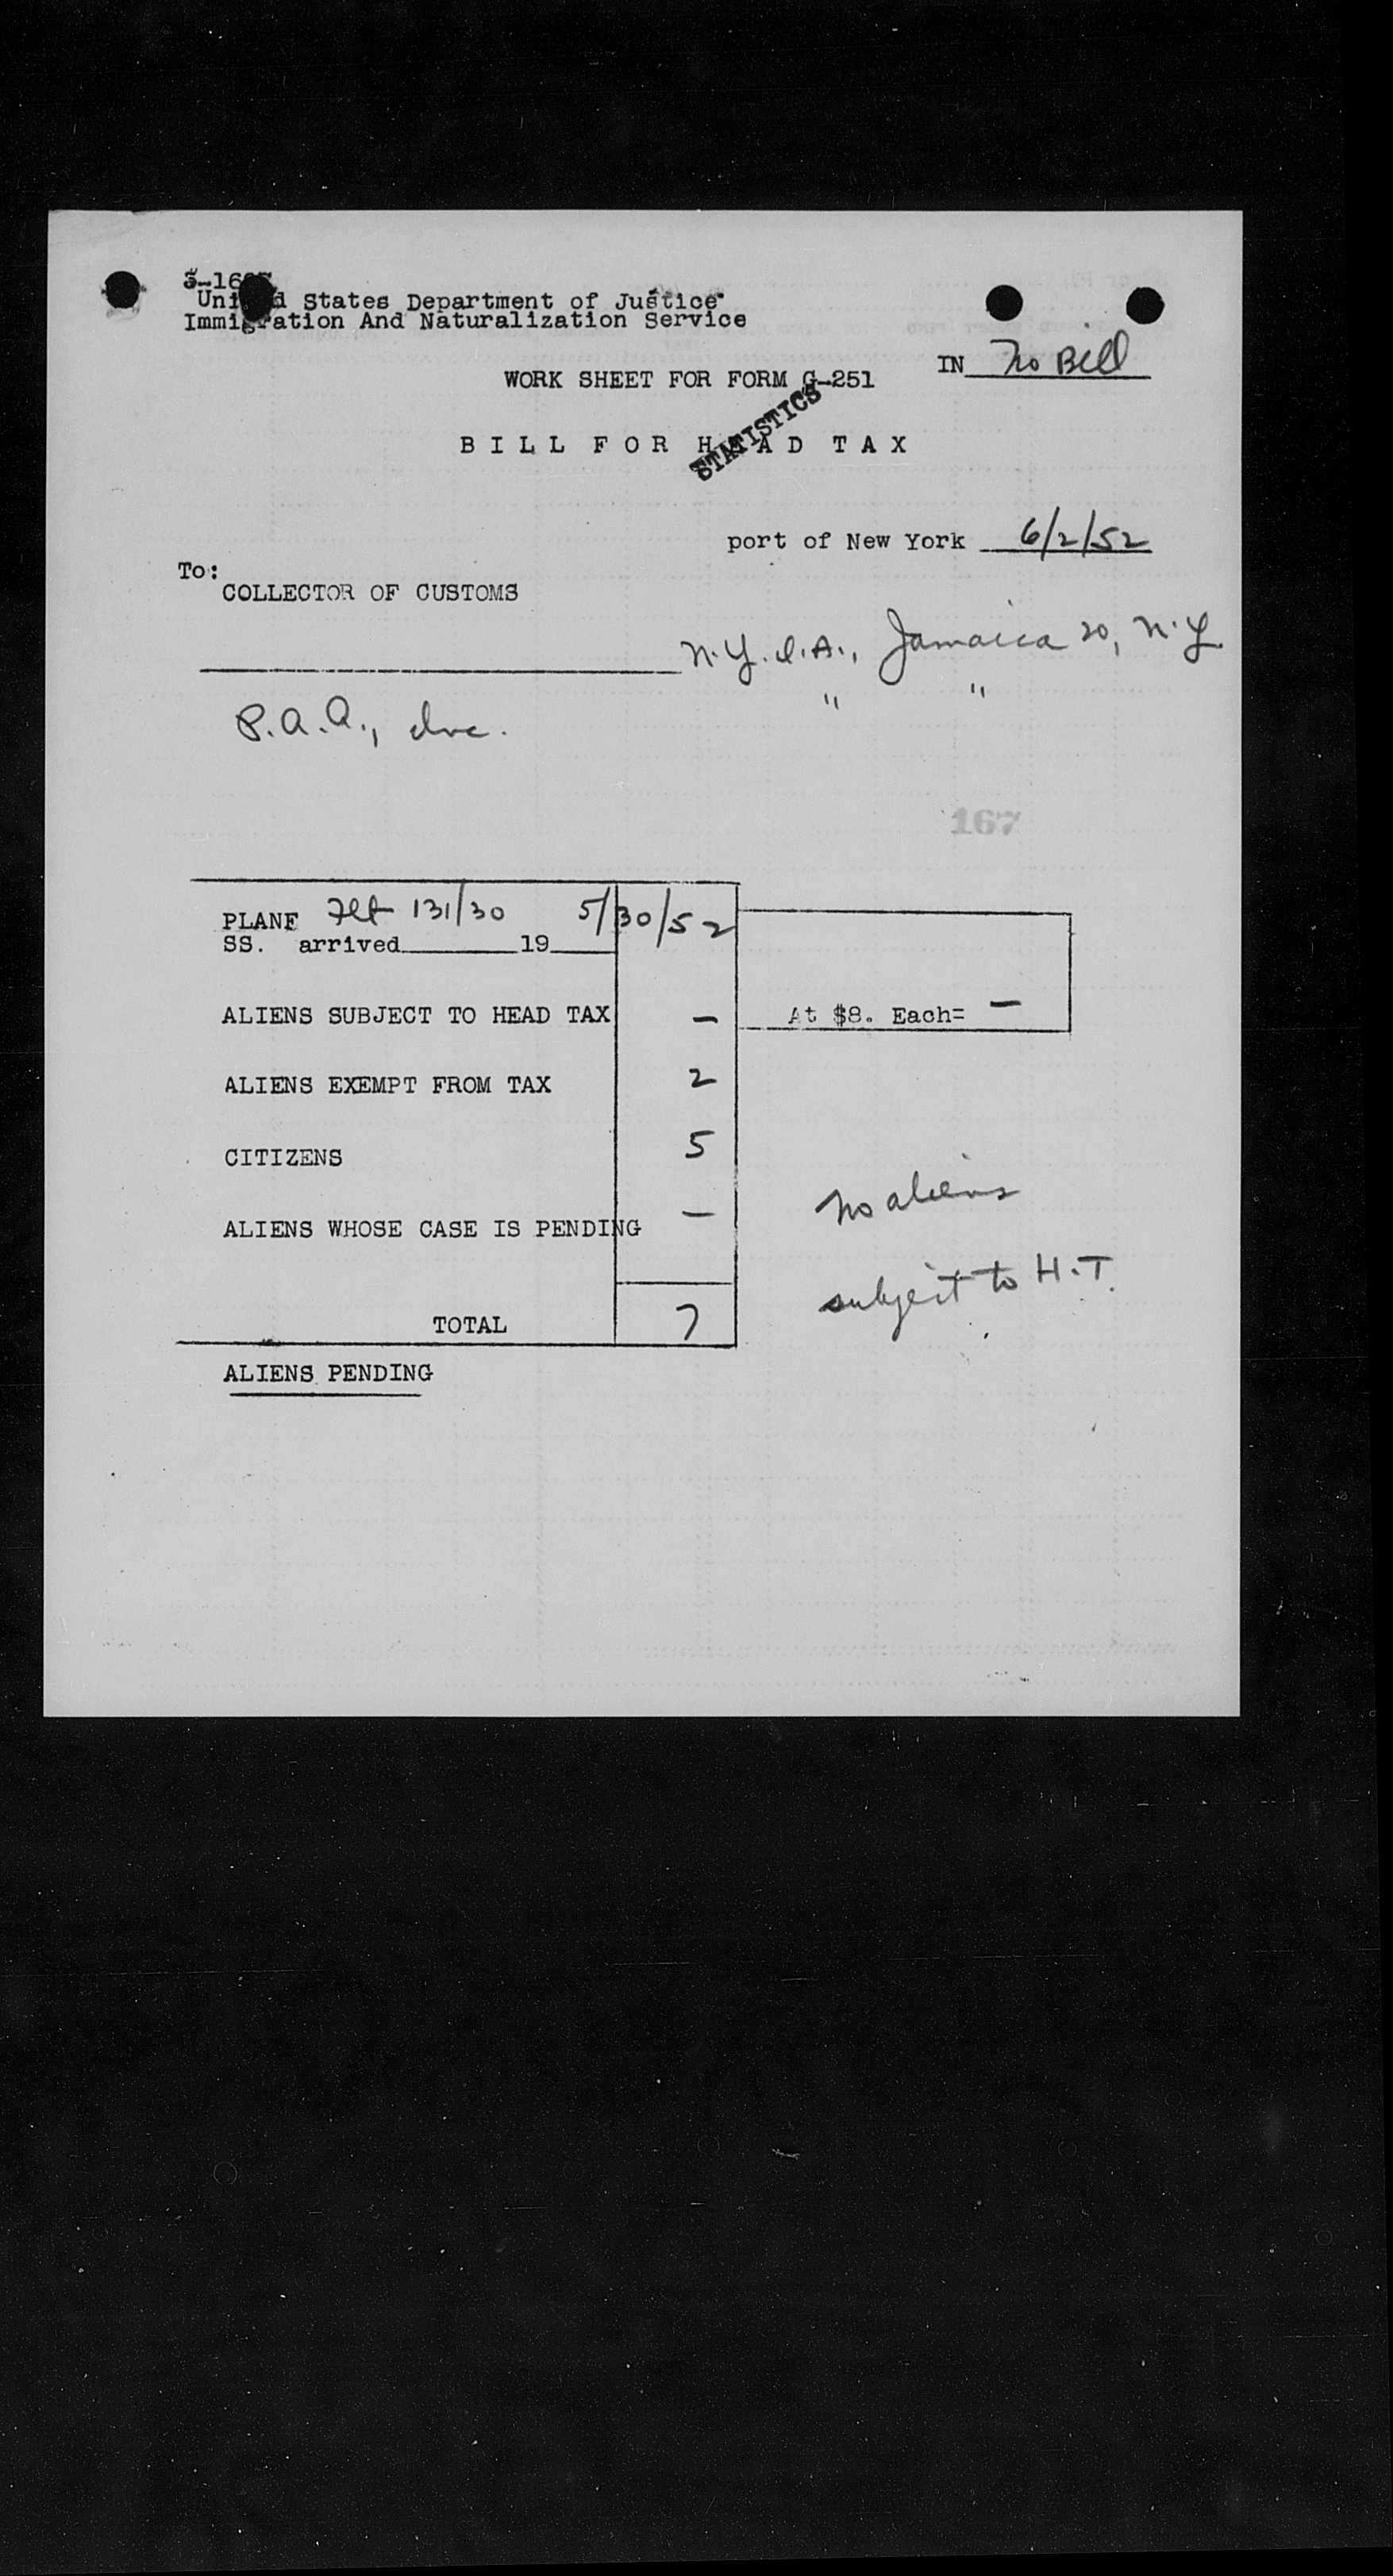 United States Department of Justice
Immigration And Naturalization Service
IN No Bill
WORK SHEET FOR FORM G-251
STATISTICS
BILL FOR HEAD TAX
port of New York 6/2/52
To:
COLLECTOR OF CUSTOMS
N.Y.I.A., Jamaica 20, N.Y.
" "
P.A.A., Inc.
167
PLANE Flt 131/30 5/30/52
SS. arrived 19
ALIENS SUBJECT TO HEAD TAX — At $8. Each= —
ALIENS EXEMPT FROM TAX 2
CITIZENS 5
ALIENS WHOSE CASE IS PENDING —
No aliens
subject to H.T.
TOTAL 7
ALIENS PENDING